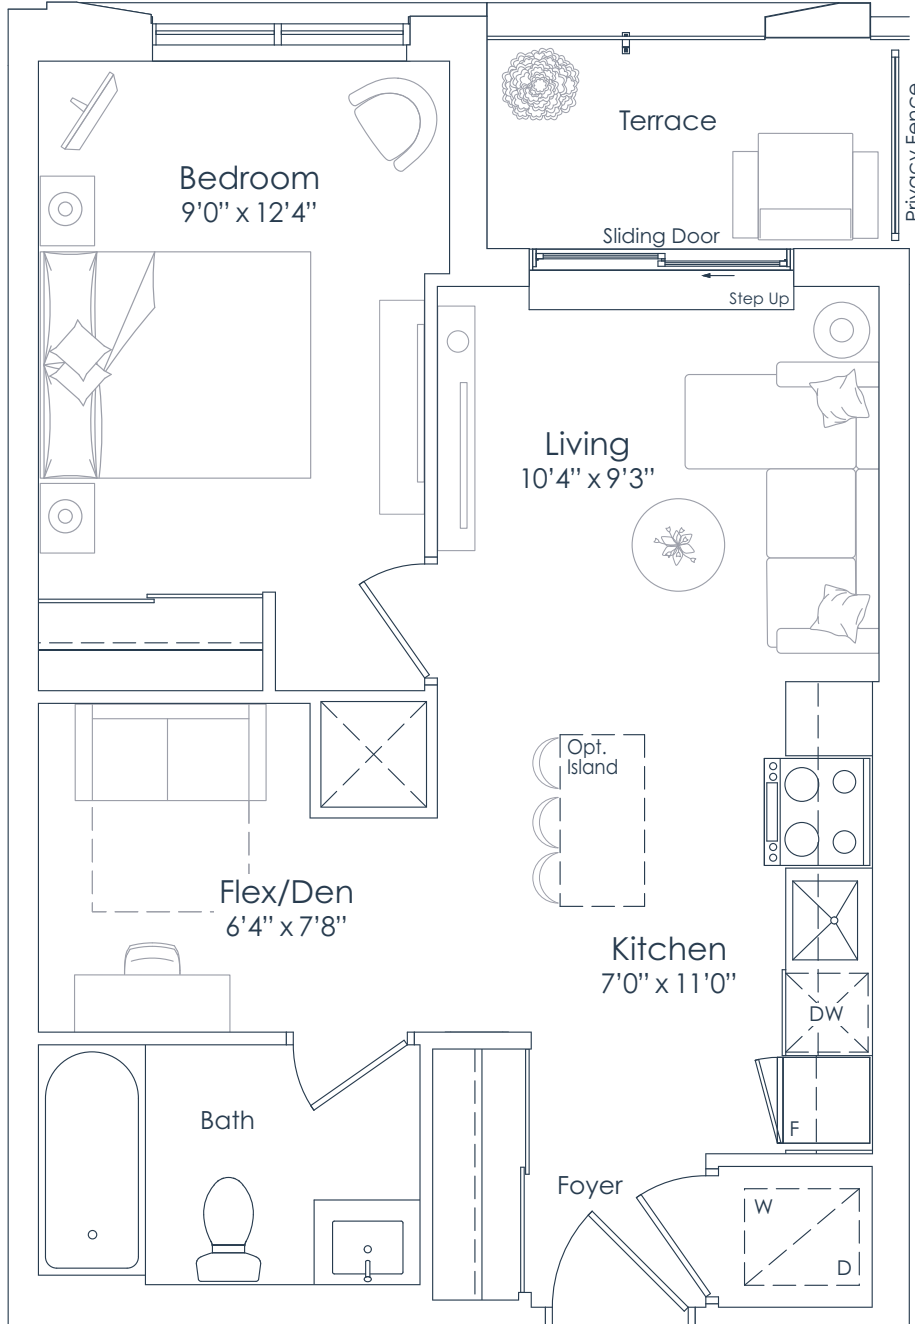 Terrace
Privacy Fence
Bedroom
9’0” x 12’4”
Sliding Door
Step Up
Living
10’4” x 9’3”
Opt.
Island
Flex/Den
6’4” x 7’8”
Kitchen
7’0” x 11’0”
DW
F
Bath
Foyer
W
D